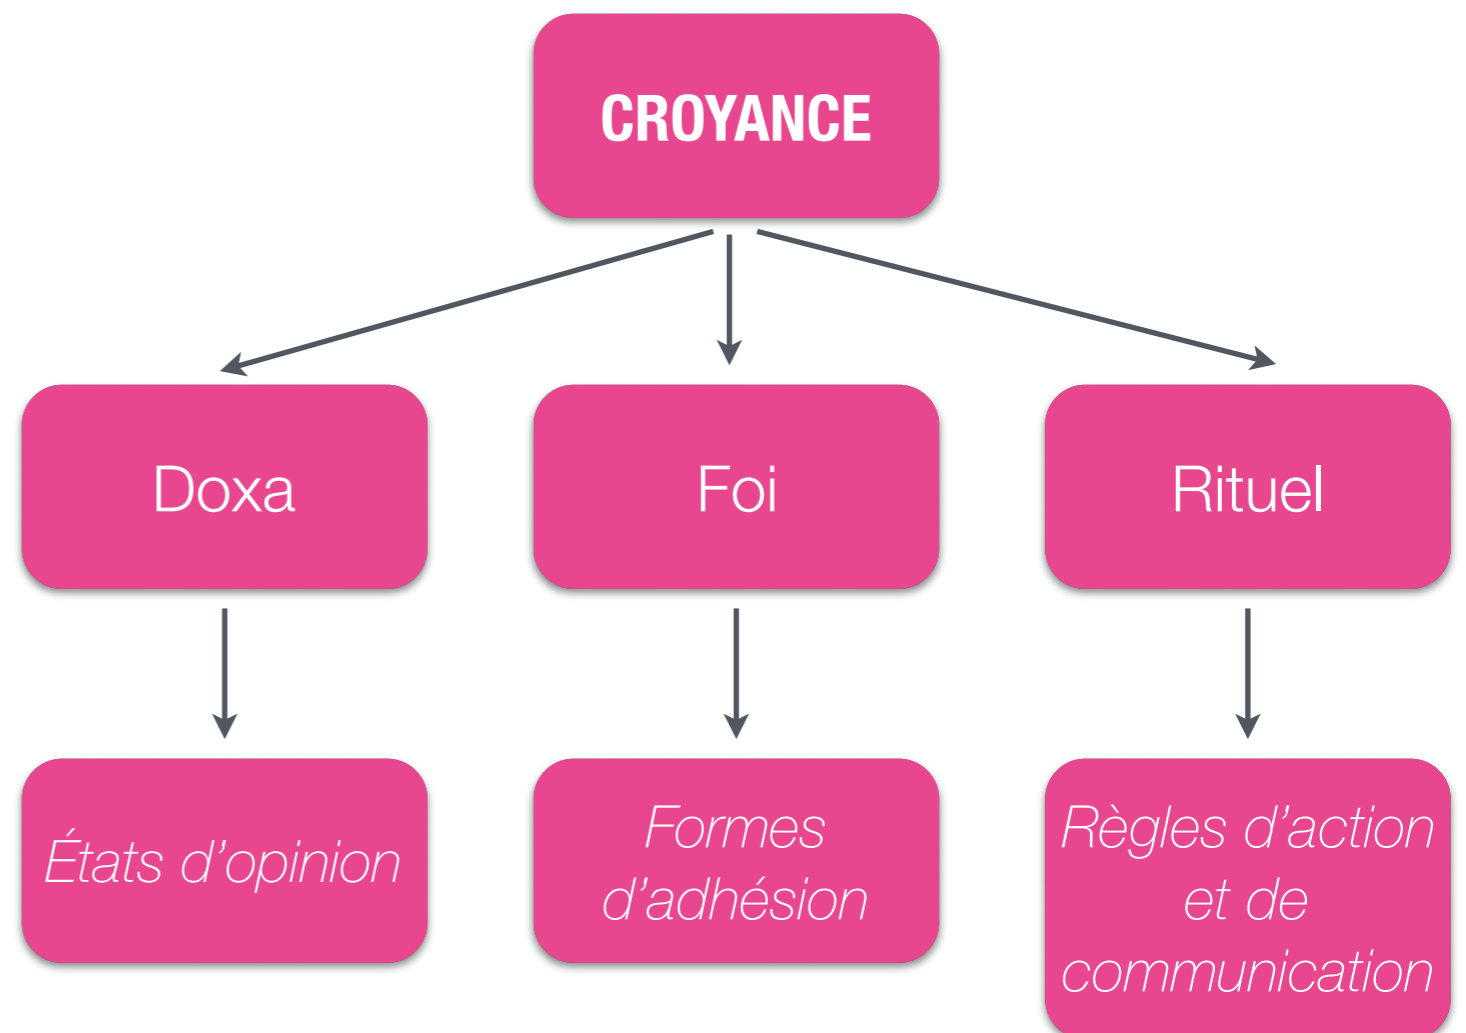 CROYANCE
Doxa
Foi
Rituel
États d’opinion
Formes
d’adhésion
Règles d’action
et de
communication